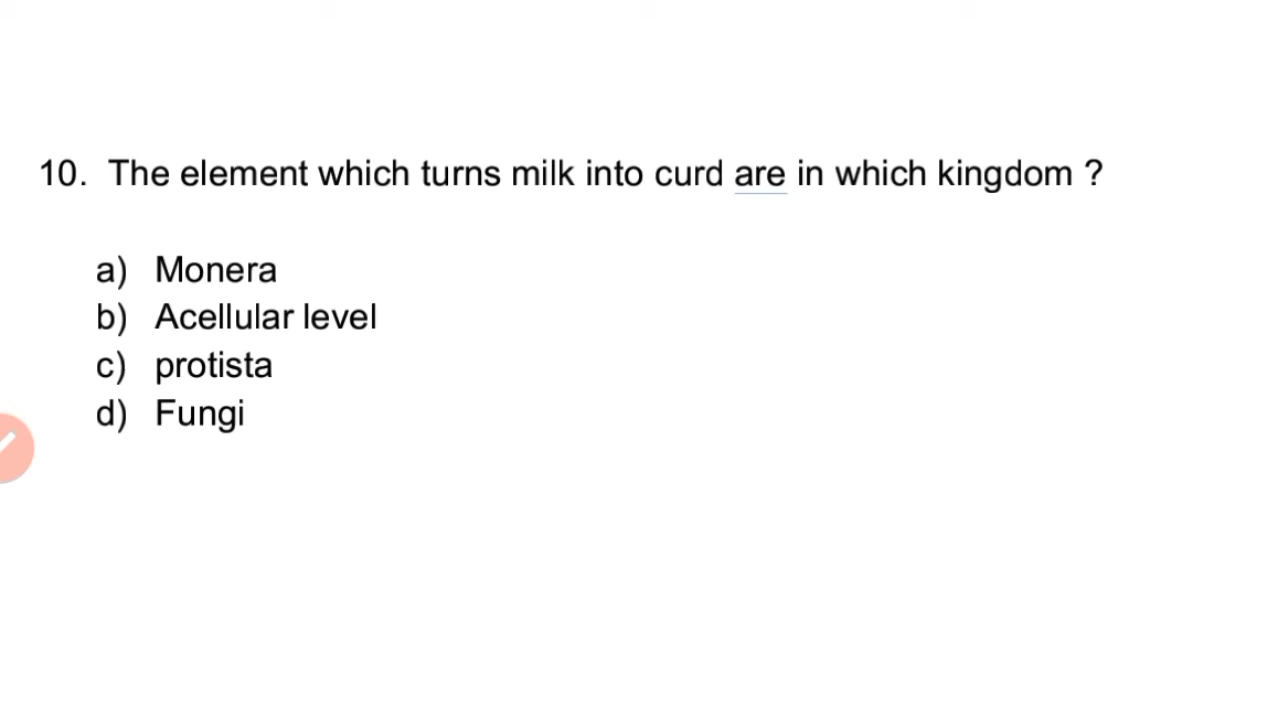 10. The element which turns milk into curd are in which kingdom ?
a) Monera
b) Acellular level
c) protista
d) Fungi